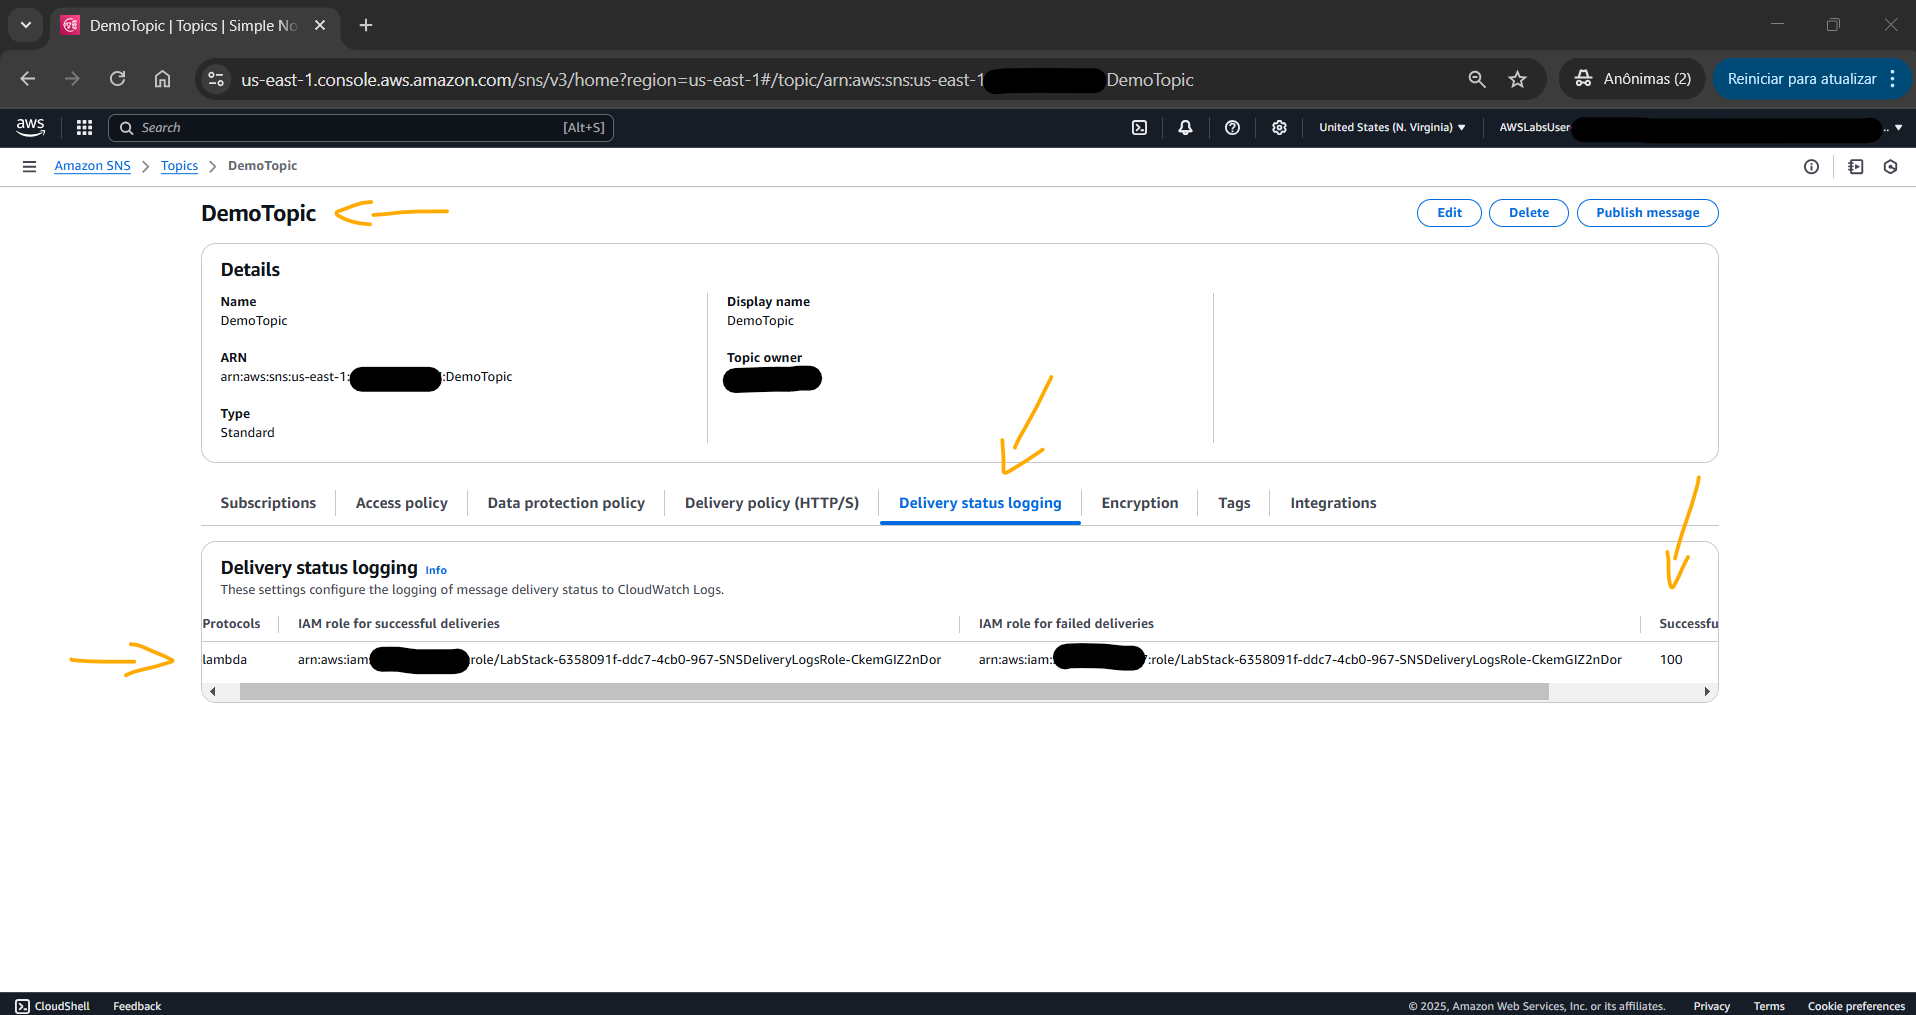 DemoTopic | Topics | Simple No
us-east-1.console.aws.amazon.com/sns/v3/home?region=us-east-1#/topic/arn:aws:sns:us-east-1 DemoTopic
Anônimas (2)
Reiniciar para atualizar
aws
Search
[Alt+S]
United States (N. Virginia)
AWSLabsUser
Amazon SNS
Topics
DemoTopic
DemoTopic
Edit
Delete
Publish message
Details
Name
DemoTopic
Display name
DemoTopic
ARN
arn:aws:sns:us-east-1: :DemoTopic
Topic owner
Type
Standard
Subscriptions
Access policy
Data protection policy
Delivery policy (HTTP/S)
Delivery status logging
Encryption
Tags
Integrations
Delivery status logging Info
These settings configure the logging of message delivery status to CloudWatch Logs.
Protocols
IAM role for successful deliveries
IAM role for failed deliveries
Successfu
lambda
arn:aws:iam: :role/LabStack-6358091f-ddc7-4cb0-967-SNSDeliveryLogsRole-CkemGIZ2nDor
arn:aws:iam: :role/LabStack-6358091f-ddc7-4cb0-967-SNSDeliveryLogsRole-CkemGIZ2nDor
100
CloudShell
Feedback
© 2025, Amazon Web Services, Inc. or its affiliates.
Privacy
Terms
Cookie preferences